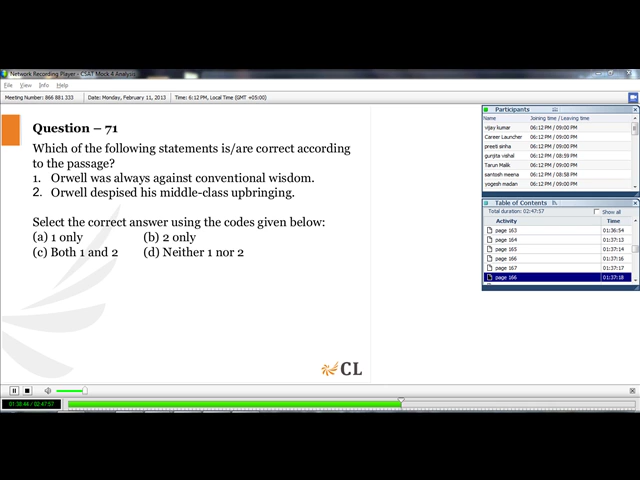 Network Recording Player - CSAT Mock 4 Analysis
File View Info Help
Meeting Number: 866 881 333 Date: Monday, February 11, 2013 Time: 6:12 PM, Local Time (GMT +05:00)
Question – 71
Which of the following statements is/are correct according
to the passage?
1. Orwell was always against conventional wisdom.
2. Orwell despised his middle-class upbringing.
Select the correct answer using the codes given below:
(a) 1 only (b) 2 only
(c) Both 1 and 2 (d) Neither 1 nor 2
CL
Participants
Name Joining time / Leaving time
vijay kumar 06:12 PM / 09:00 PM
Career Launcher 06:12 PM / 09:00 PM
preeti sinha 06:12 PM / 09:00 PM
gunjita vishal 06:12 PM / 08:59 PM
Tarun Malik 06:12 PM / 09:00 PM
santosh meena 06:12 PM / 08:58 PM
yogesh madan 06:12 PM / 09:00 PM
Table of Contents
Total duration: 02:47:57 Show all
Activity Time
page 163 01:36:54
page 164 01:37:13
page 165 01:37:14
page 166 01:37:16
page 167 01:37:17
page 166 01:37:18
01:38:44 / 02:47:57